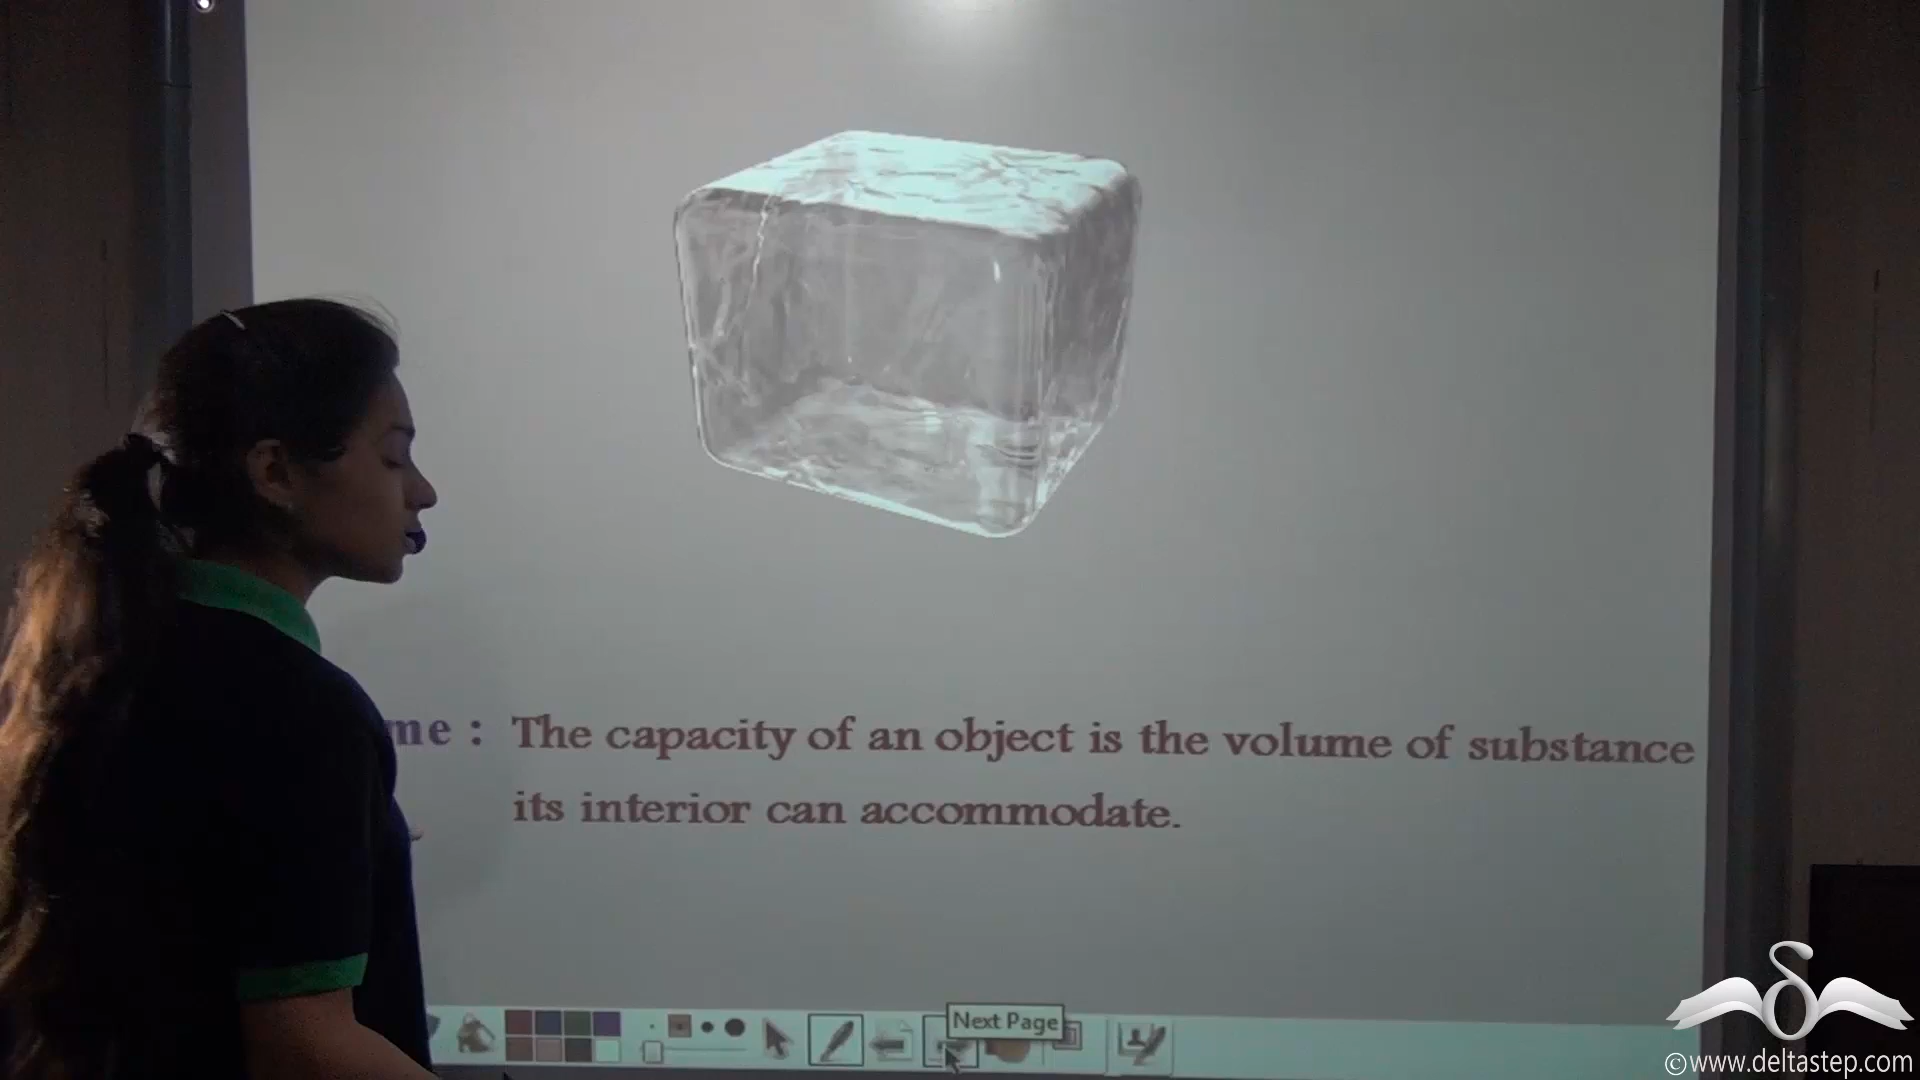 me : The capacity of an object is the volume of substance
its interior can accommodate.
Next Page
©www.deltastep.com